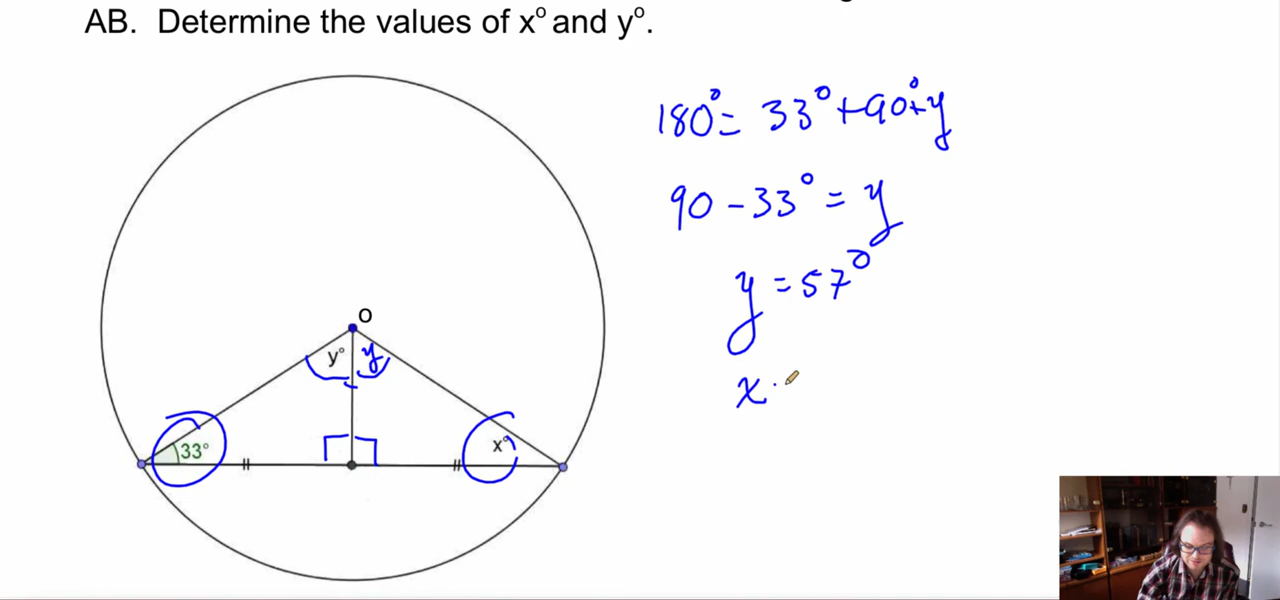 AB. Determine the values of x° and y°.
180° = 33° + 90° + y
90 - 33° = y
y = 57°
x
O
y° y
33° x°